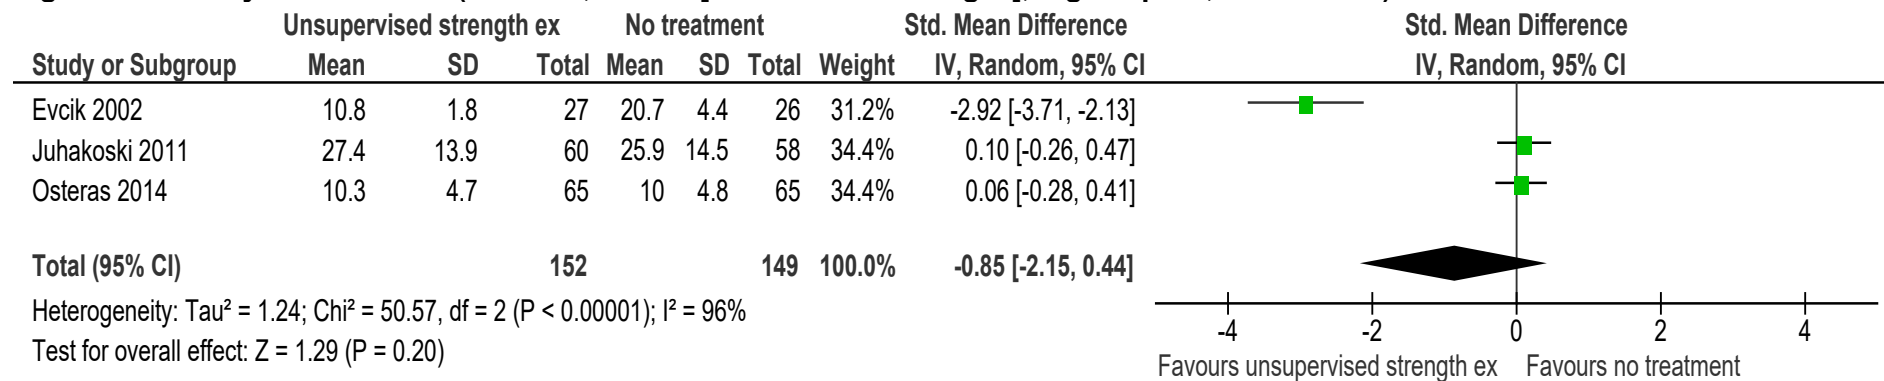 Unsupervised strength ex No treatment Std. Mean Difference Std. Mean Difference
Study or Subgroup Mean SD Total Mean SD Total Weight IV, Random, 95% CI IV, Random, 95% CI
Evcik 2002 10.8 1.8 27 20.7 4.4 26 31.2% -2.92 [-3.71, -2.13]
Juhakoski 2011 27.4 13.9 60 25.9 14.5 58 34.4% 0.10 [-0.26, 0.47]
Osteras 2014 10.3 4.7 65 10 4.8 65 34.4% 0.06 [-0.28, 0.41]
Total (95% CI) 152 149 100.0% -0.85 [-2.15, 0.44]
Heterogeneity: Tau² = 1.24; Chi² = 50.57, df = 2 (P < 0.00001); I² = 96%
Test for overall effect: Z = 1.29 (P = 0.20)
-4 -2 0 2 4
Favours unsupervised strength ex Favours no treatment